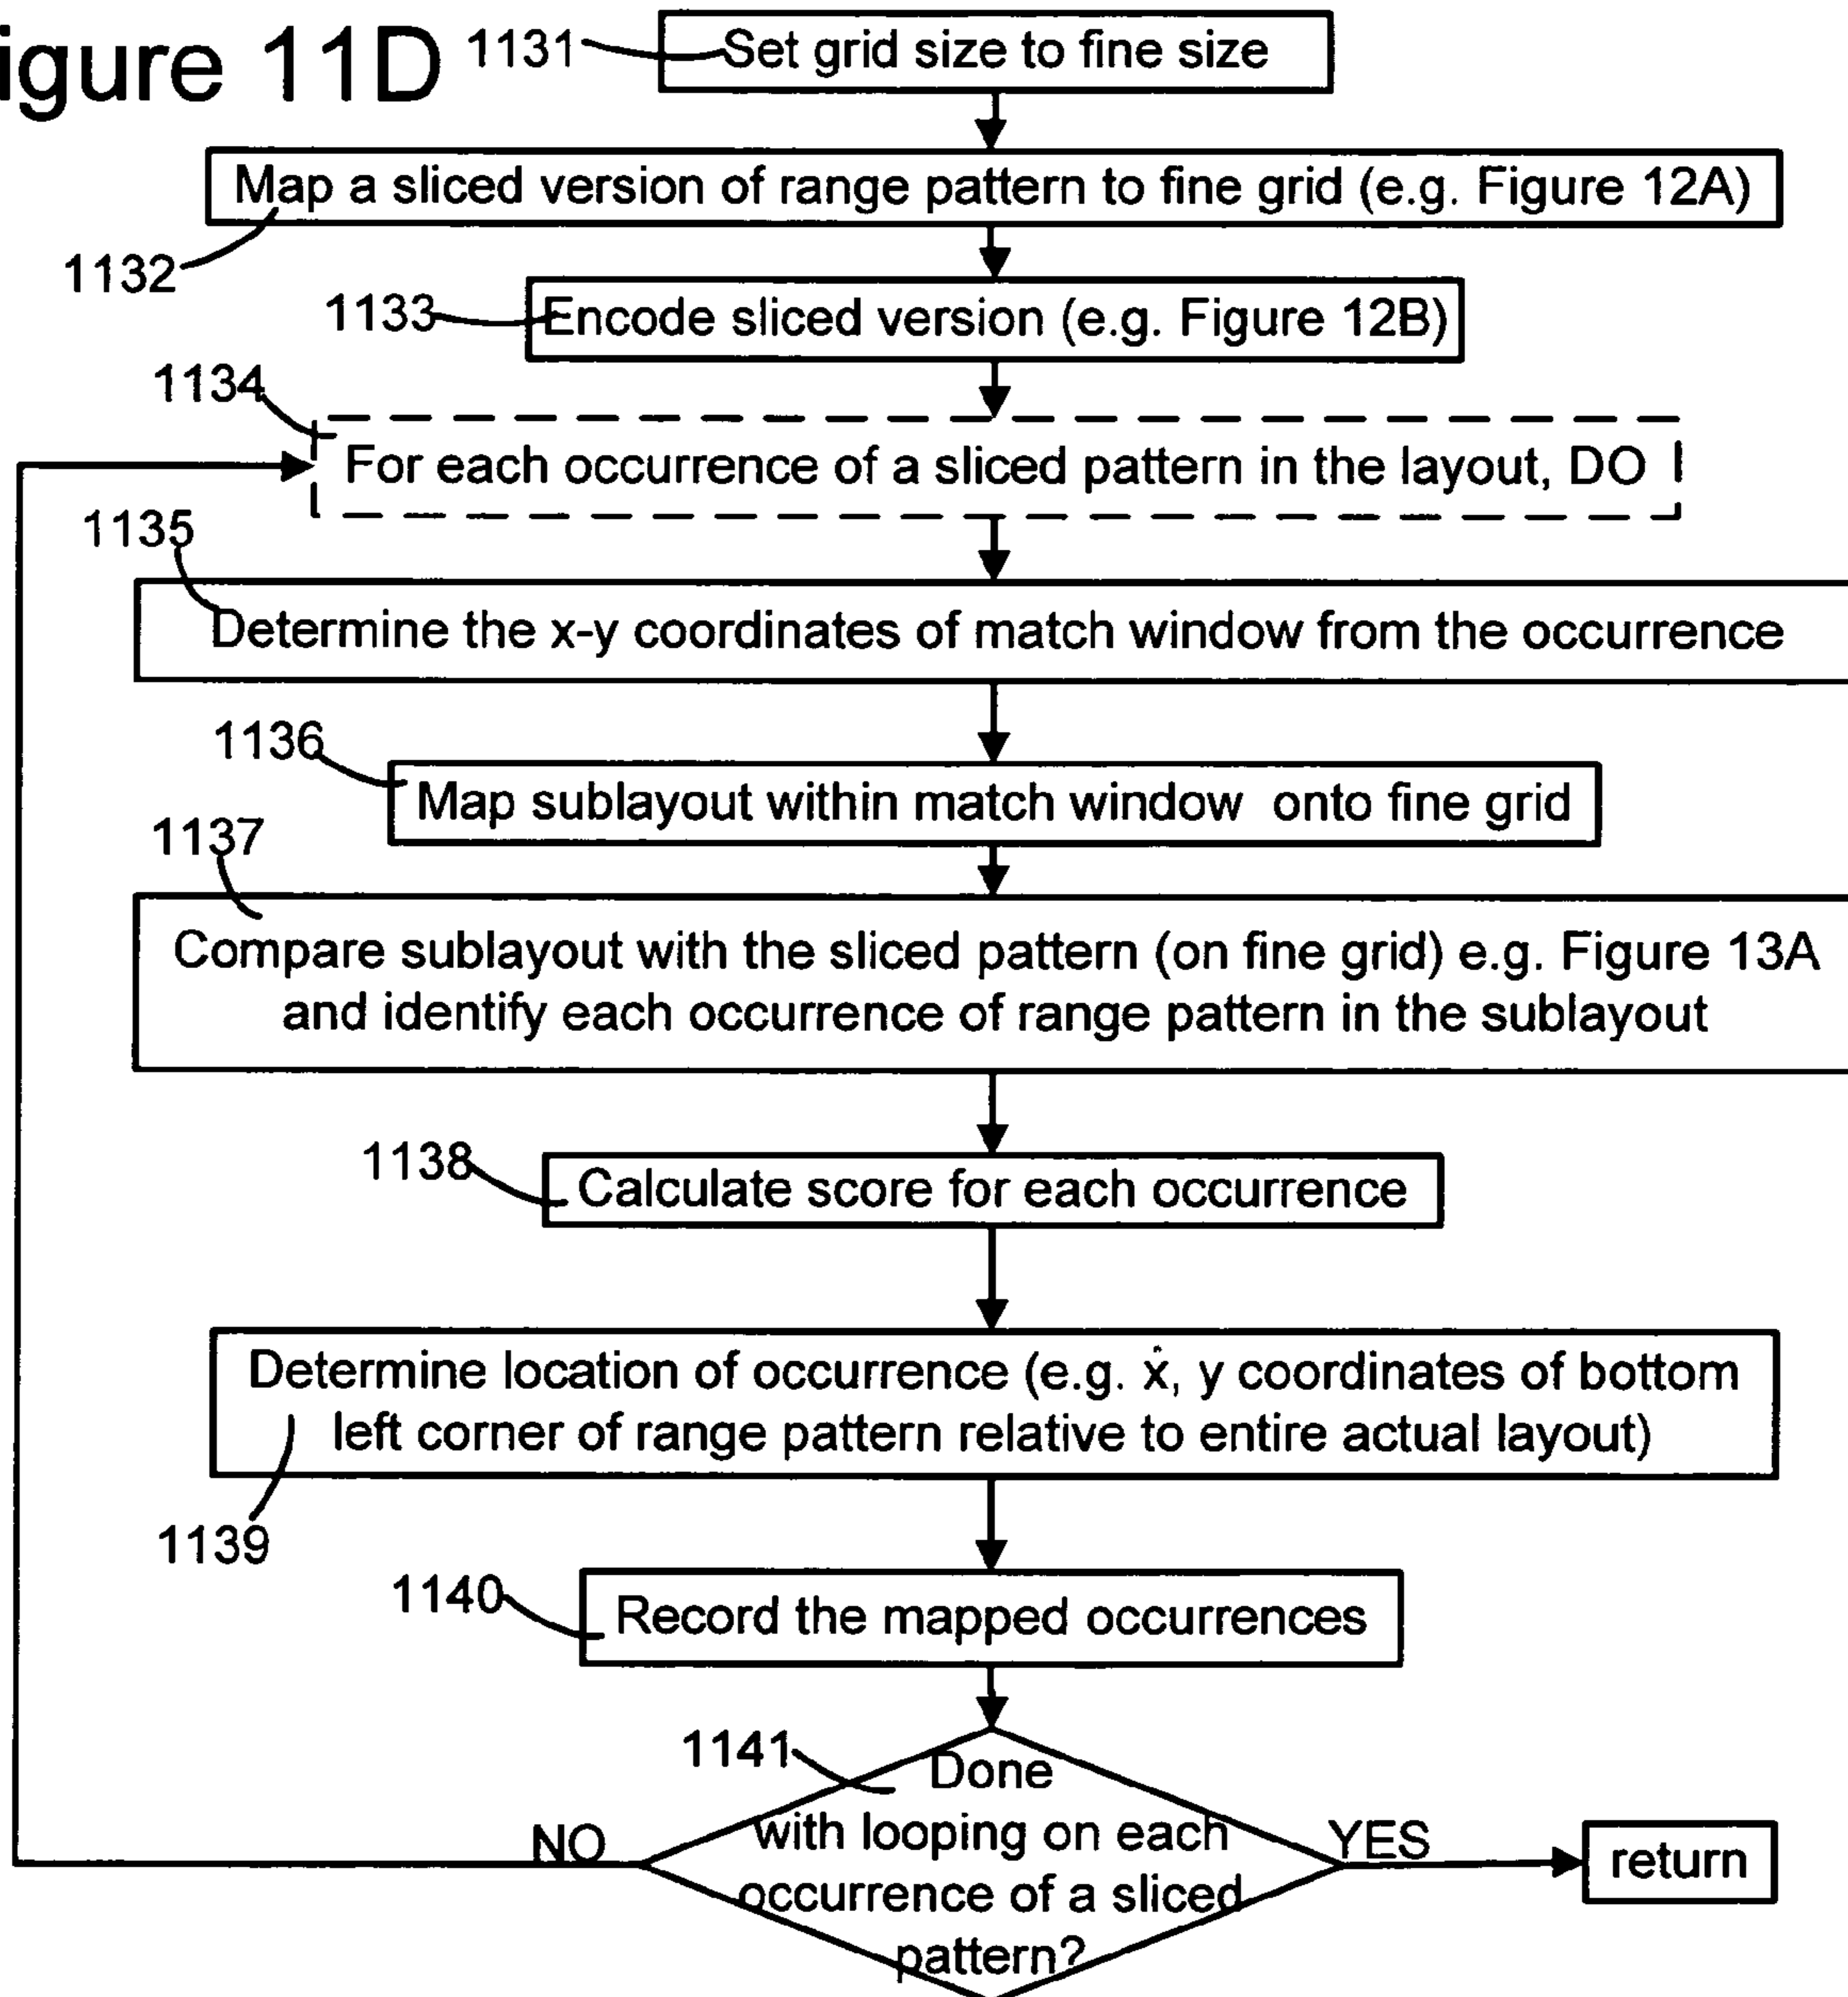 igure 11D
1131
Set grid size to fine size
Map a sliced version of range pattern to fine grid (e.g. Figure 12A)
1132
1133
Encode sliced version (e.g. Figure 12B)
1134
For each occurrence of a sliced pattern in the layout, DO
1135
Determine the x-y coordinates of match window from the occurrence
1136
Map sublayout within match window onto fine grid
1137
Compare sublayout with the sliced pattern (on fine grid) e.g. Figure 13A
and identify each occurrence of range pattern in the sublayout
1138
Calculate score for each occurrence
Determine location of occurrence (e.g. x, y coordinates of bottom
left corner of range pattern relative to entire actual layout)
1139
1140
Record the mapped occurrences
1141
Done
with looping on each
occurrence of a sliced
pattern?
NO
YES
return